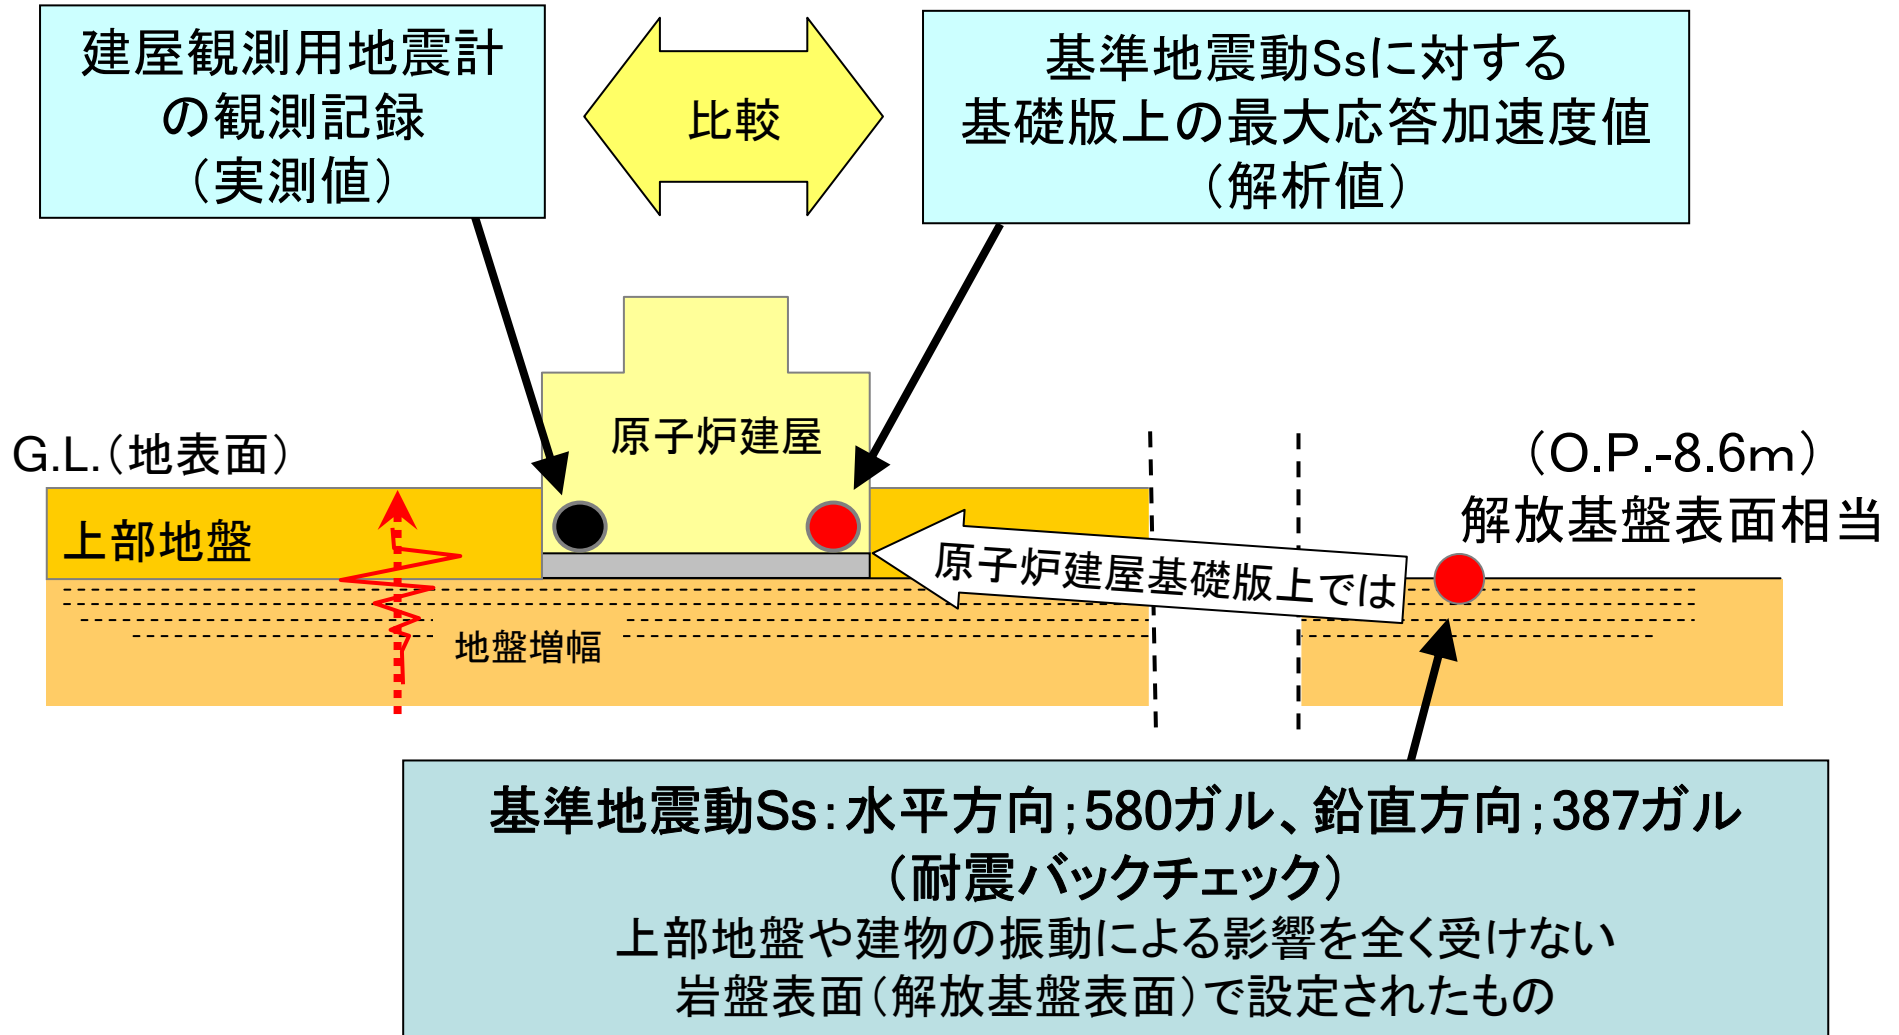 建屋観測用地震計
の観測記録
（実測値）
比較
基準地震動Ssに対する
基礎版上の最大応答加速度値
（解析値）
原子炉建屋
G.L.（地表面）
（O.P.-8.6m）
解放基盤表面相当
上部地盤
原子炉建屋基礎版上では
地盤増幅
基準地震動Ss：水平方向；580ガル、鉛直方向；387ガル
（耐震バックチェック）
上部地盤や建物の振動による影響を全く受けない
岩盤表面（解放基盤表面）で設定されたもの